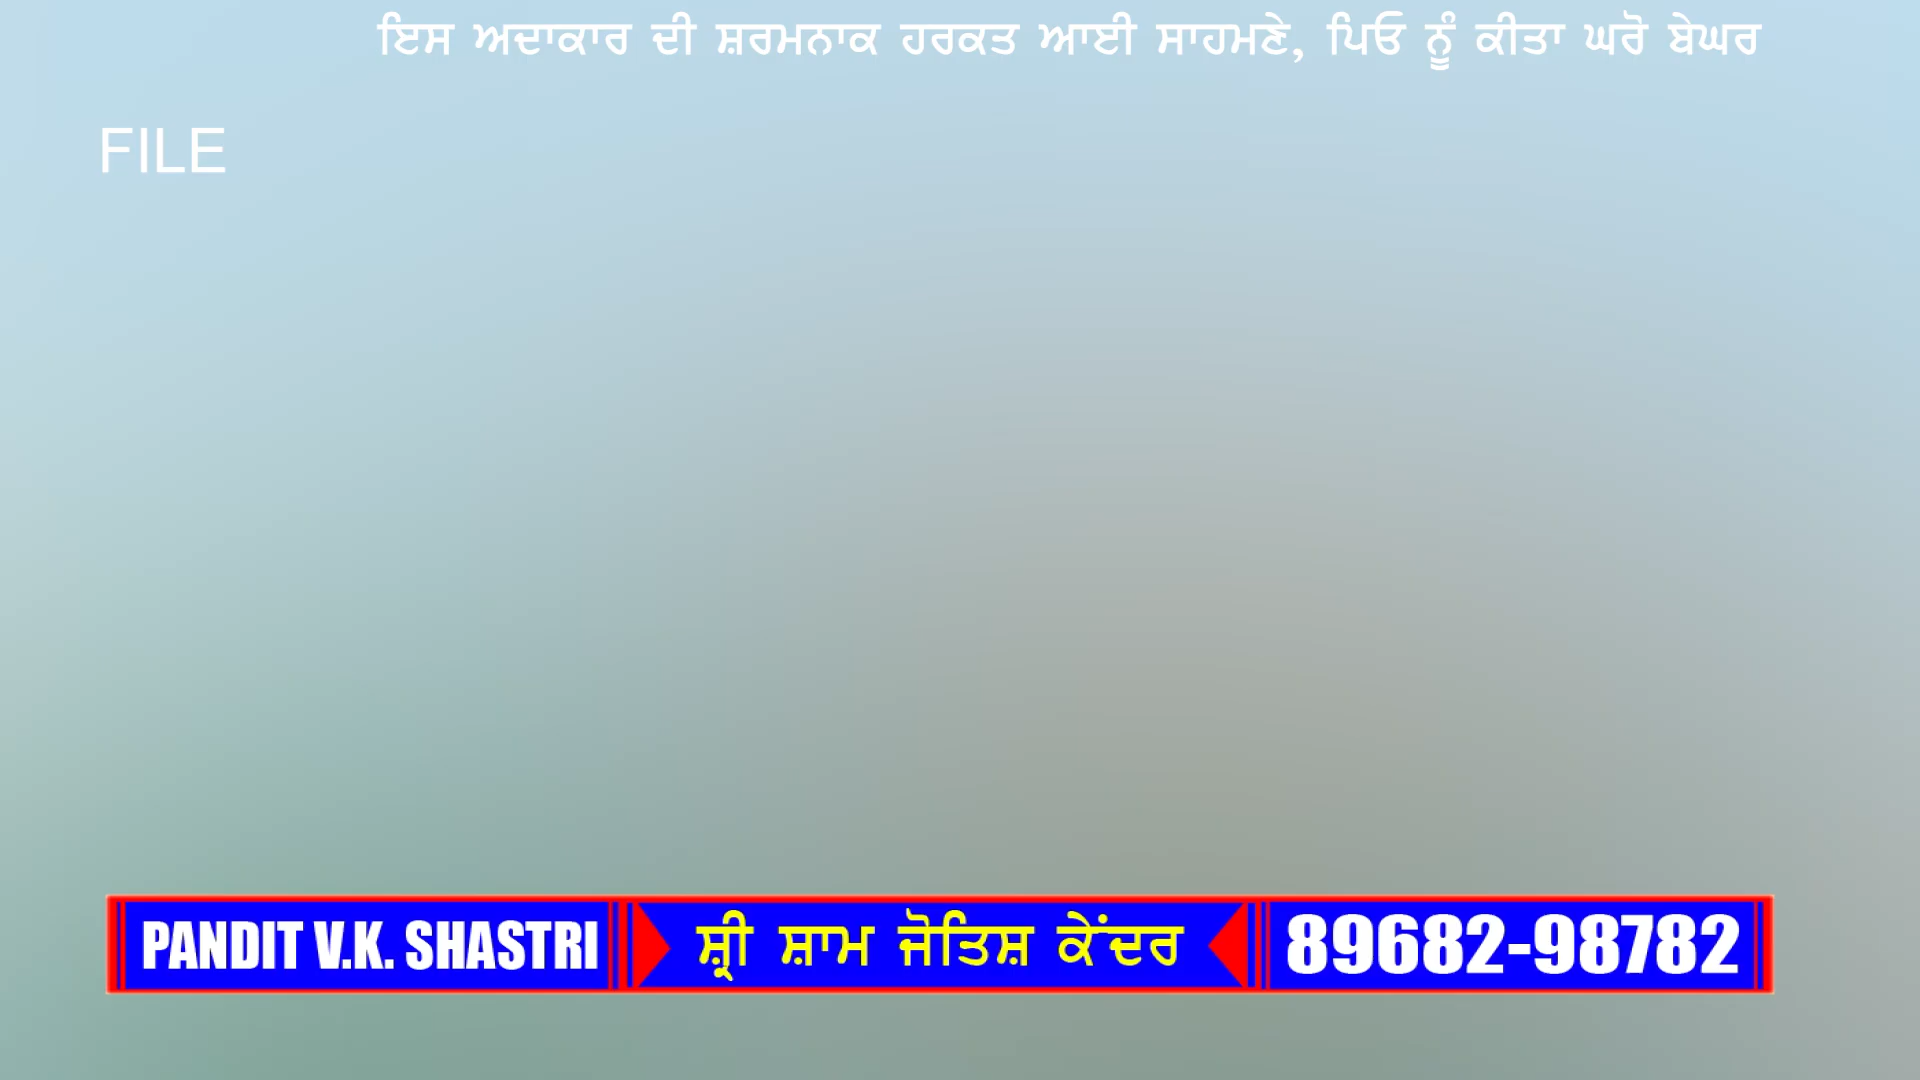 ਇਸ ਅਦਾਕਾਰ ਦੀ ਸ਼ਰਮਨਾਕ ਹਰਕਤ ਆਈ ਸਾਹਮਣੇ, ਪਿਓ ਨੂੰ ਕੀਤਾ ਘਰੋ ਬੇਘਰ
FILE
PANDIT V.K. SHASTRI ਸ਼੍ਰੀ ਸ਼ਾਮ ਜੋਤਿਸ਼ ਕੇਂਦਰ 89682-98782